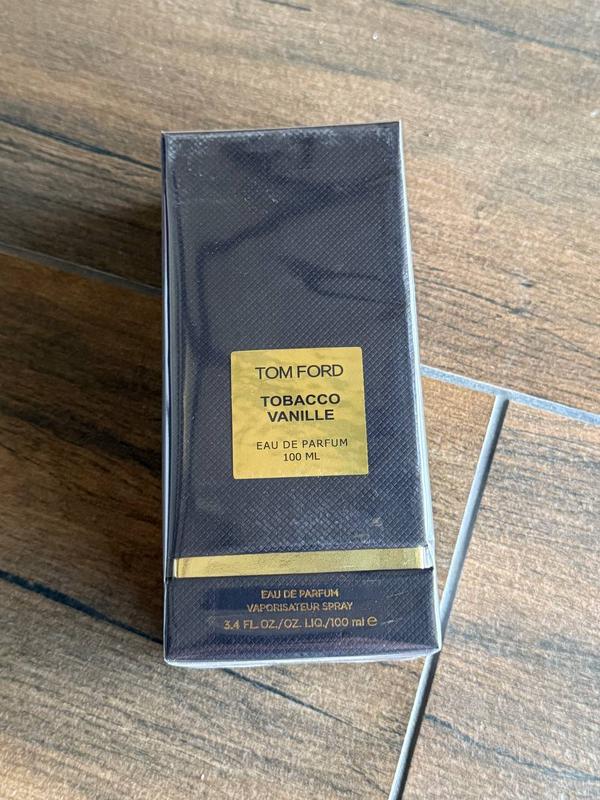 TOM FORD
TOBACCO
VANILLE
EAU DE PARFUM
100 ML
EAU DE PARFUM
VAPORISATEUR SPRAY
3.4 FL. OZ./OZ. LIQ./100 ml ℮